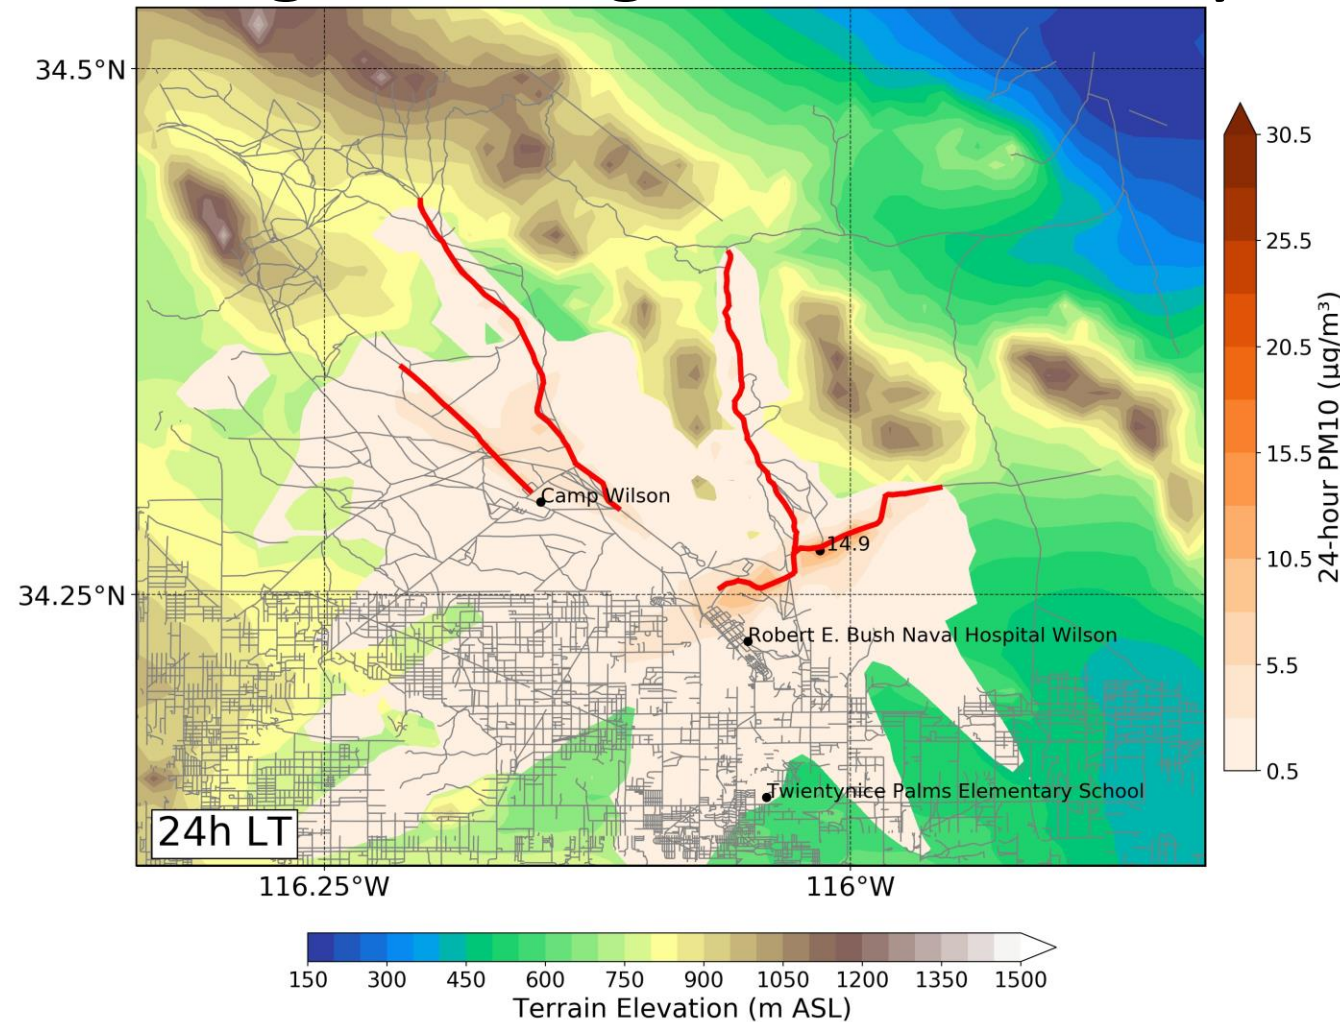 34.5°N
34.25°N
Camp Wilson
14.9
Robert E. Bush Naval Hospital Wilson
Twientynice Palms Elementary School
24h LT
116.25°W
116°W
30.5
25.5
20.5
15.5
10.5
5.5
0.5
24-hour PM10 (μg/m³)
150 300 450 600 750 900 1050 1200 1350 1500
Terrain Elevation (m ASL)